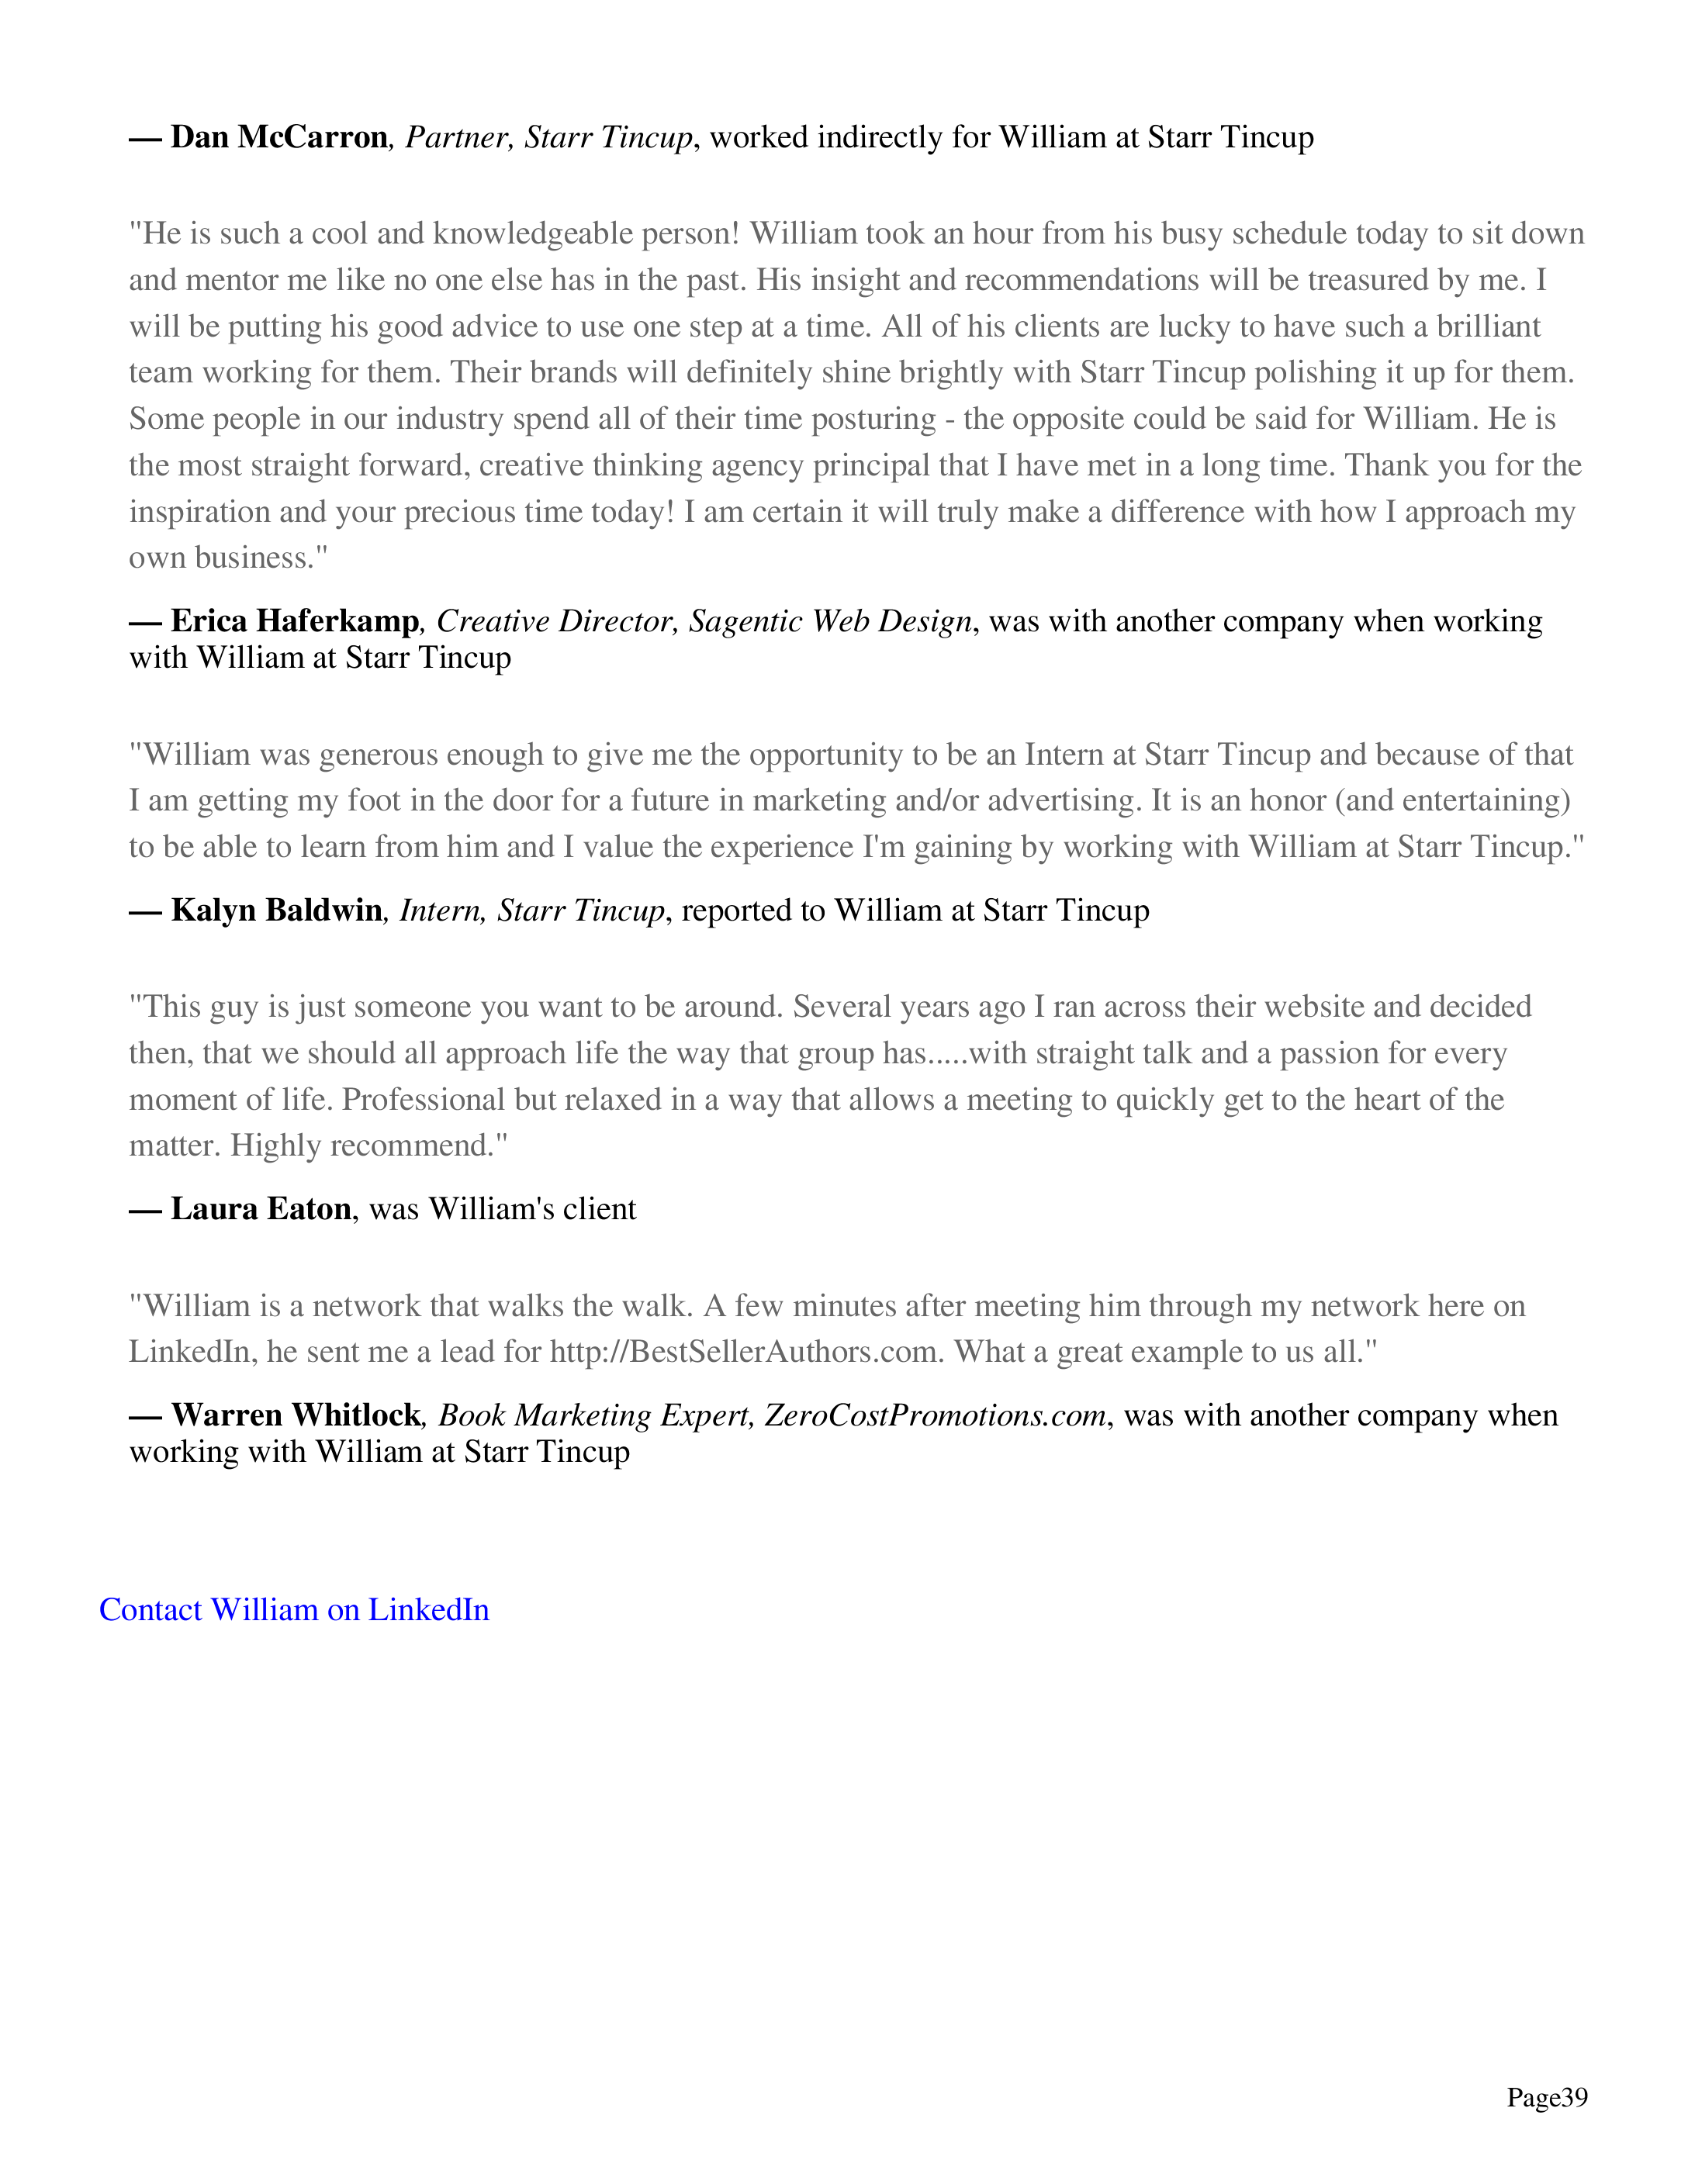 — Dan McCarron, Partner, Starr Tincup, worked indirectly for William at Starr Tincup
"He is such a cool and knowledgeable person! William took an hour from his busy schedule today to sit down
and mentor me like no one else has in the past. His insight and recommendations will be treasured by me. I
will be putting his good advice to use one step at a time. All of his clients are lucky to have such a brilliant
team working for them. Their brands will definitely shine brightly with Starr Tincup polishing it up for them.
Some people in our industry spend all of their time posturing - the opposite could be said for William. He is
the most straight forward, creative thinking agency principal that I have met in a long time. Thank you for the
inspiration and your precious time today! I am certain it will truly make a difference with how I approach my
own business."
— Erica Haferkamp, Creative Director, Sagentic Web Design, was with another company when working
with William at Starr Tincup
"William was generous enough to give me the opportunity to be an Intern at Starr Tincup and because of that
I am getting my foot in the door for a future in marketing and/or advertising. It is an honor (and entertaining)
to be able to learn from him and I value the experience I'm gaining by working with William at Starr Tincup."
— Kalyn Baldwin, Intern, Starr Tincup, reported to William at Starr Tincup
"This guy is just someone you want to be around. Several years ago I ran across their website and decided
then, that we should all approach life the way that group has.....with straight talk and a passion for every
moment of life. Professional but relaxed in a way that allows a meeting to quickly get to the heart of the
matter. Highly recommend."
— Laura Eaton, was William's client
"William is a network that walks the walk. A few minutes after meeting him through my network here on
LinkedIn, he sent me a lead for http://BestSellerAuthors.com. What a great example to us all."
— Warren Whitlock, Book Marketing Expert, ZeroCostPromotions.com, was with another company when
working with William at Starr Tincup
Contact William on LinkedIn
Page39